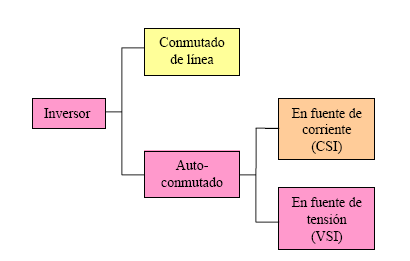 Inversor
Conmutado
de línea
Auto-
conmutado
En fuente de
corriente
(CSI)
En fuente de
tensión
(VSI)